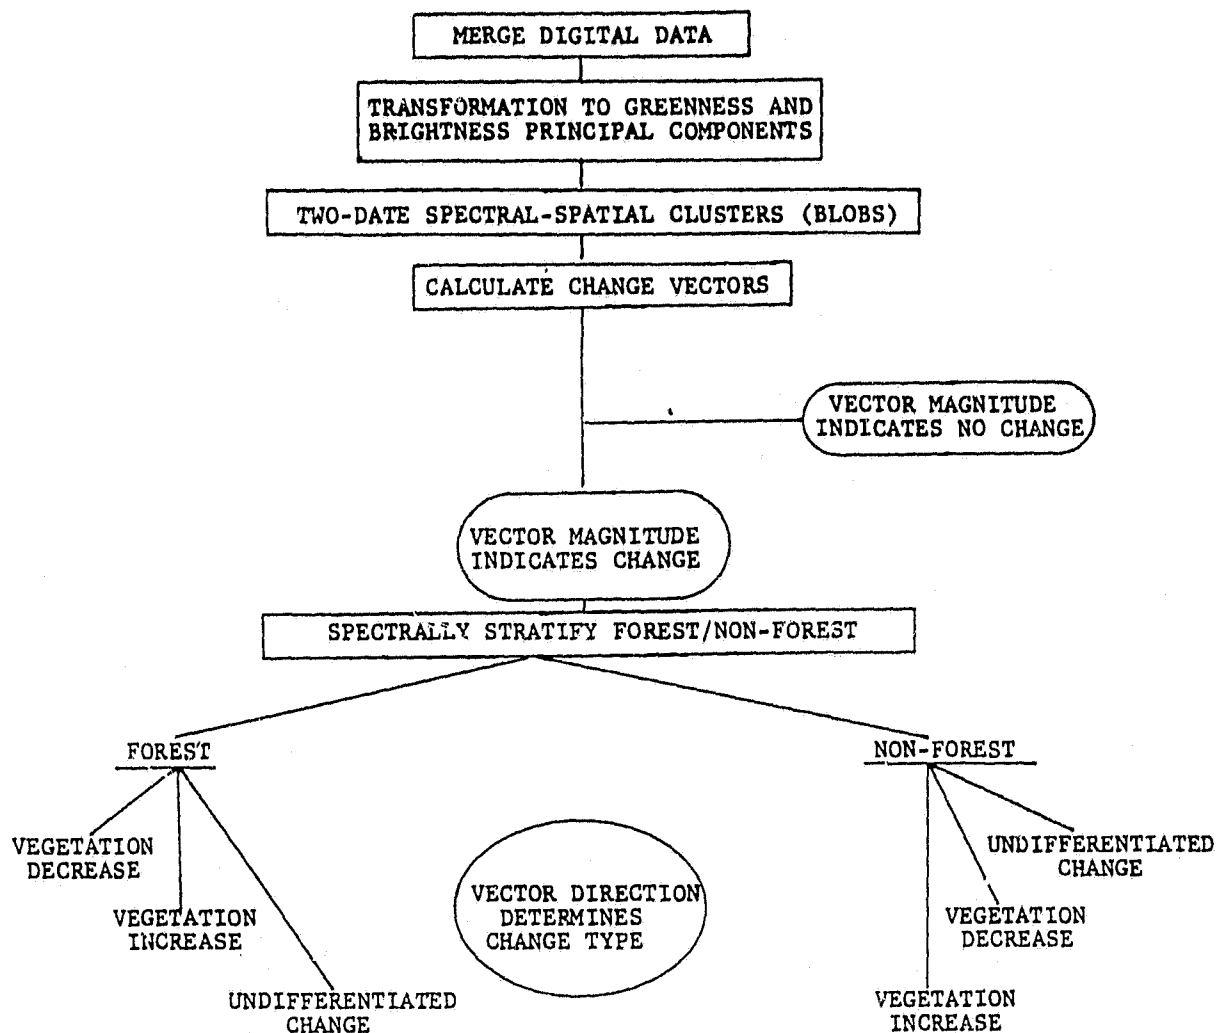 MERGE DIGITAL DATA
TRANSFORMATION TO GREENNESS AND
BRIGHTNESS PRINCIPAL COMPONENTS
TWO-DATE SPECTRAL-SPATIAL CLUSTERS (BLOBS)
CALCULATE CHANGE VECTORS
VECTOR MAGNITUDE
INDICATES NO CHANGE
VECTOR MAGNITUDE
INDICATES CHANGE
SPECTRALLY STRATIFY FOREST/NON-FOREST
FOREST
NON-FOREST
VEGETATION
DECREASE
VEGETATION
INCREASE
UNDIFFERENTIATED
CHANGE
VECTOR DIRECTION
DETERMINES
CHANGE TYPE
UNDIFFERENTIATED
CHANGE
VEGETATION
DECREASE
VEGETATION
INCREASE